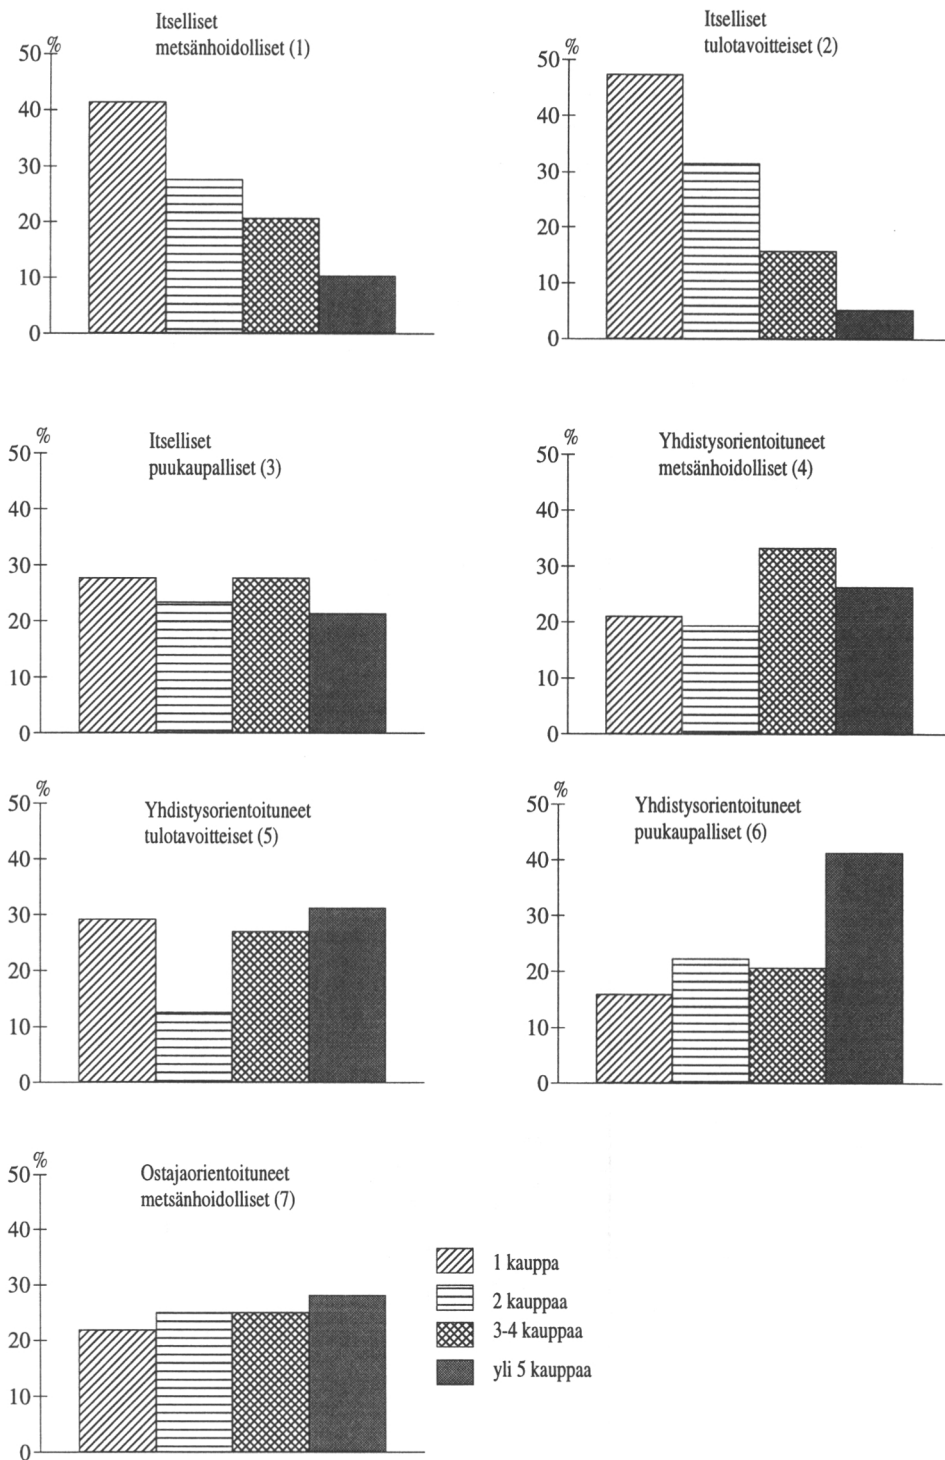 Itselliset
metsänhoidolliset (1)
%
50
40
30
20
10
0
Itselliset
tulotavoitteiset (2)
%
50
40
30
20
10
0
Itselliset
puukaupalliset (3)
%
50
40
30
20
10
0
Yhdistysorientoituneet
metsänhoidolliset (4)
%
50
40
30
20
10
0
Yhdistysorientoituneet
tulotavoitteiset (5)
%
50
40
30
20
10
0
Yhdistysorientoituneet
puukaupalliset (6)
%
50
40
30
20
10
0
Ostajaorientoituneet
metsänhoidolliset (7)
%
50
40
30
20
10
0
1 kauppa
2 kauppaa
3-4 kauppaa
yli 5 kauppaa